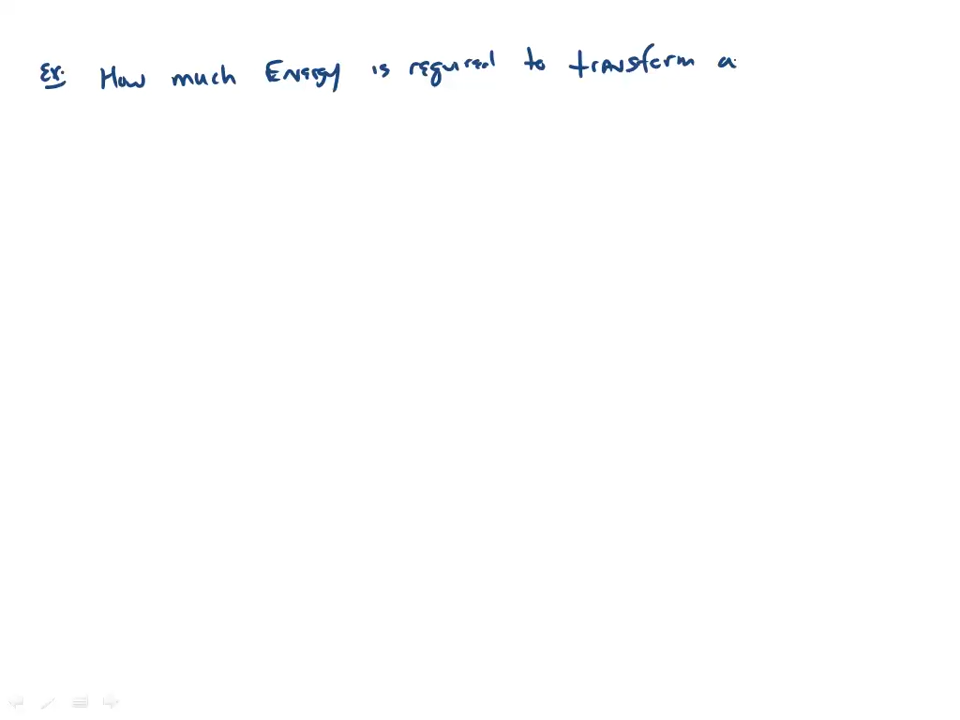 Ex: How much Energy is required to transform a